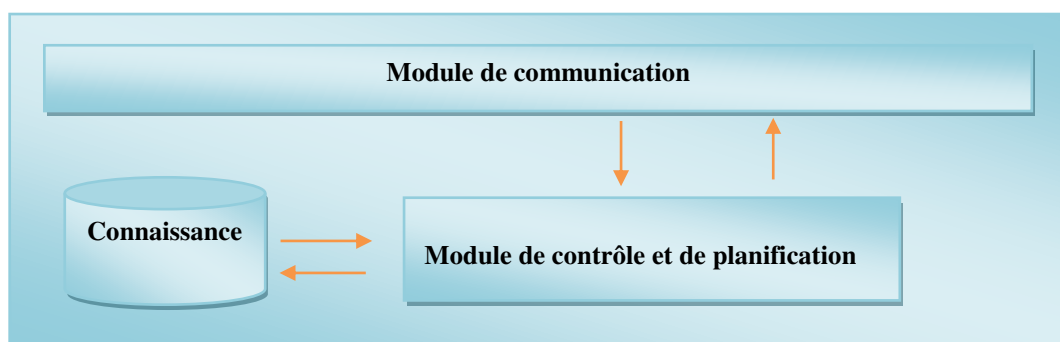 Module de communication
Connaissance
Module de contrôle et de planification